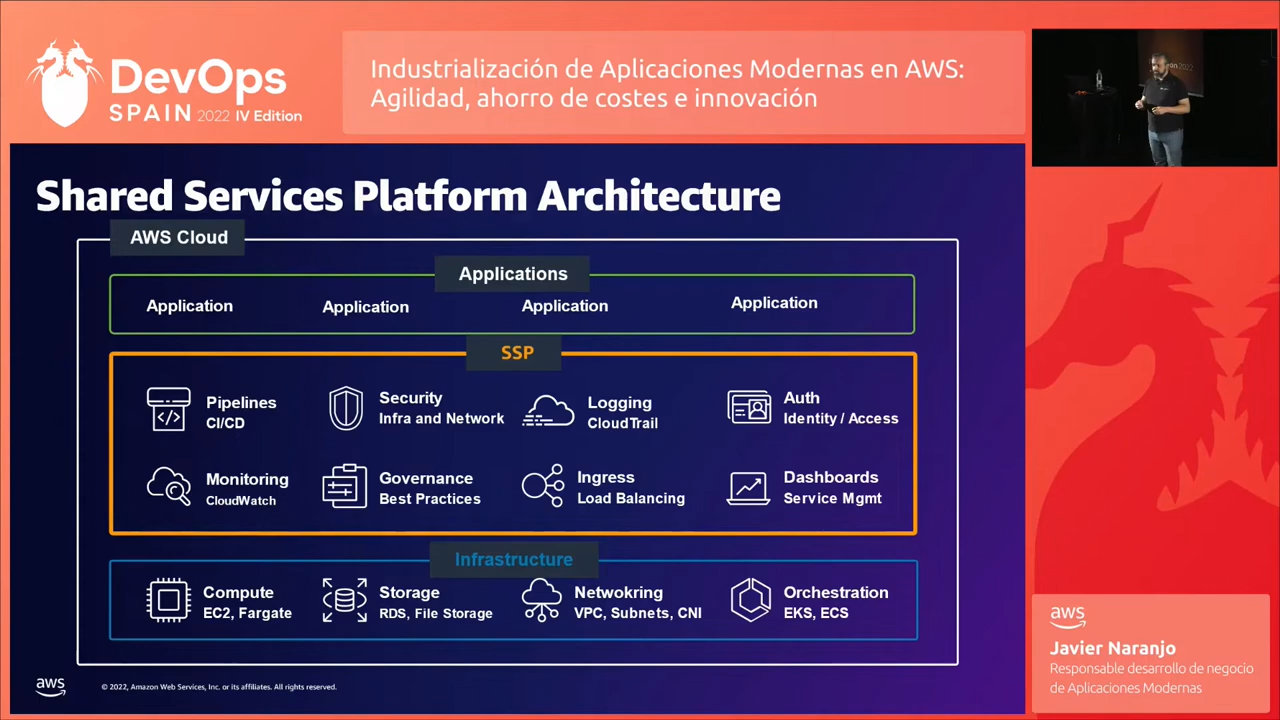 DevOps
SPAIN 2022 IV Edition
Industrialización de Aplicaciones Modernas en AWS:
Agilidad, ahorro de costes e innovación
Shared Services Platform Architecture
AWS Cloud
Applications
Application Application Application Application
SSP
Pipelines
CI/CD
Security
Infra and Network
Logging
CloudTrail
Auth
Identity / Access
Monitoring
CloudWatch
Governance
Best Practices
Ingress
Load Balancing
Dashboards
Service Mgmt
Infrastructure
Compute
EC2, Fargate
Storage
RDS, File Storage
Netwokring
VPC, Subnets, CNI
Orchestration
EKS, ECS
aws
© 2022, Amazon Web Services, Inc. or its affiliates. All rights reserved.
aws
Javier Naranjo
Responsable desarrollo de negocio
de Aplicaciones Modernas